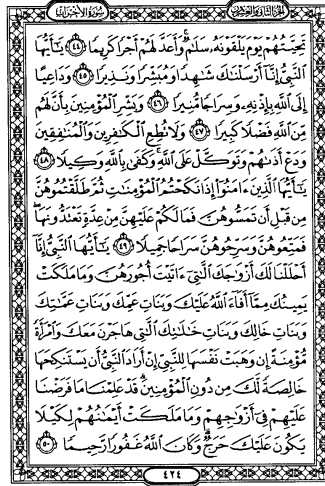 الجزء الثاني والعشرون سورة الأحزاب
تَحِيَّتُهُمْ يَوْمَ يَلْقَوْنَهُۥ سَلَٰمٌ وَأَعَدَّ لَهُمْ أَجْرًا كَرِيمًا ٤٤ يَٰٓأَيُّهَا
ٱلنَّبِىُّ إِنَّآ أَرْسَلْنَٰكَ شَٰهِدًا وَمُبَشِّرًا وَنَذِيرًا ٤٥ وَدَاعِيًا
إِلَى ٱللَّهِ بِإِذْنِهِۦ وَسِرَاجًا مُّنِيرًا ٤٦ وَبَشِّرِ ٱلْمُؤْمِنِينَ بِأَنَّ لَهُم
مِّنَ ٱللَّهِ فَضْلًا كَبِيرًا ٤٧ وَلَا تُطِعِ ٱلْكَٰفِرِينَ وَٱلْمُنَٰفِقِينَ
وَدَعْ أَذَىٰهُمْ وَتَوَكَّلْ عَلَى ٱللَّهِ وَكَفَىٰ بِٱللَّهِ وَكِيلًا ٤٨
يَٰٓأَيُّهَا ٱلَّذِينَ ءَامَنُوٓا۟ إِذَا نَكَحْتُمُ ٱلْمُؤْمِنَٰتِ ثُمَّ طَلَّقْتُمُوهُنَّ
مِن قَبْلِ أَن تَمَسُّوهُنَّ فَمَا لَكُمْ عَلَيْهِنَّ مِنْ عِدَّةٍ تَعْتَدُّونَهَا
فَمَتِّعُوهُنَّ وَسَرِّحُوهُنَّ سَرَاحًا جَمِيلًا ٤٩ يَٰٓأَيُّهَا ٱلنَّبِىُّ إِنَّآ
أَحْلَلْنَا لَكَ أَزْوَٰجَكَ ٱلَّٰتِىٓ ءَاتَيْتَ أُجُورَهُنَّ وَمَا مَلَكَتْ
يَمِينُكَ مِمَّآ أَفَآءَ ٱللَّهُ عَلَيْكَ وَبَنَاتِ عَمِّكَ وَبَنَاتِ عَمَّٰتِكَ
وَبَنَاتِ خَالِكَ وَبَنَاتِ خَٰلَٰتِكَ ٱلَّٰتِى هَاجَرْنَ مَعَكَ وَٱمْرَأَةً
مُّؤْمِنَةً إِن وَهَبَتْ نَفْسَهَا لِلنَّبِىِّ إِنْ أَرَادَ ٱلنَّبِىُّ أَن يَسْتَنكِحَهَا
خَالِصَةً لَّكَ مِن دُونِ ٱلْمُؤْمِنِينَ قَدْ عَلِمْنَا مَا فَرَضْنَا
عَلَيْهِمْ فِىٓ أَزْوَٰجِهِمْ وَمَا مَلَكَتْ أَيْمَٰنُهُمْ لِكَيْلَا
يَكُونَ عَلَيْكَ حَرَجٌ وَكَانَ ٱللَّهُ غَفُورًا رَّحِيمًا ٥٠
٤٢٤